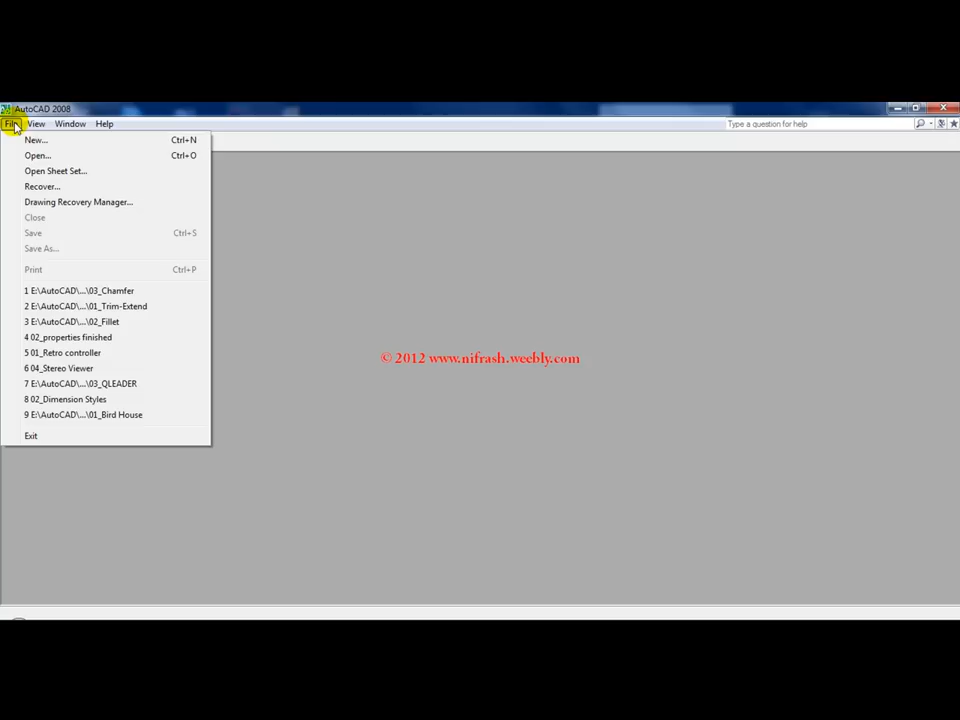 AutoCAD 2008
File View Window Help Type a question for help
New... Ctrl+N
Open... Ctrl+O
Open Sheet Set...
Recover...
Drawing Recovery Manager...
Close
Save Ctrl+S
Save As...
Print Ctrl+P
1 E:\AutoCAD\...\03_Chamfer
2 E:\AutoCAD\...\01_Trim-Extend
3 E:\AutoCAD\...\02_Fillet
4 02_properties finished
5 01_Retro controller
6 04_Stereo Viewer
7 E:\AutoCAD\...\03_QLEADER
8 02_Dimension Styles
9 E:\AutoCAD\...\01_Bird House
Exit
© 2012 www.nifrash.weebly.com